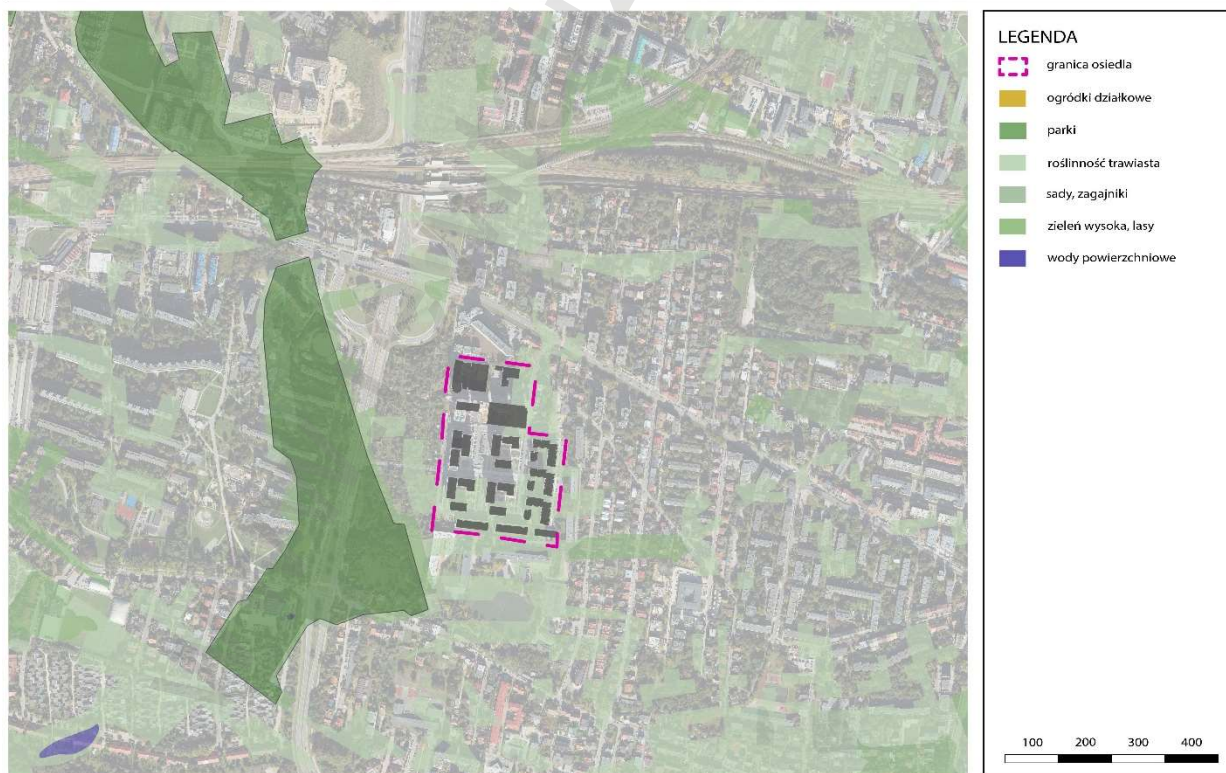 LEGENDA
granica osiedla
ogródki działkowe
parki
roślinność trawiasta
sady, zagajniki
zieleń wysoka, lasy
wody powierzchniowe
100 200 300 400